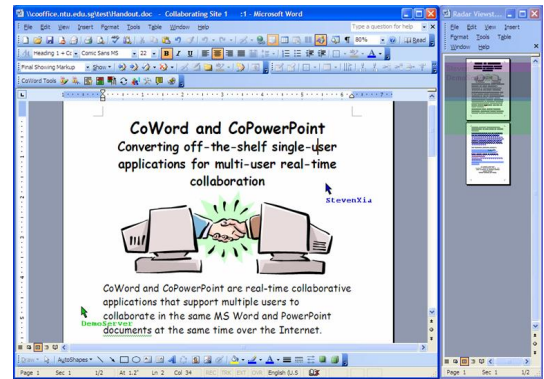 \\cooffice.ntu.edu.sg\test\Handout.doc - Collaborating Site 1 :1 - Microsoft Word
File Edit View Insert Format Tools Table Window Help
Type a question for help
Heading 1 + C Comic Sans MS 22 B I U
80% Read
Final Showing Markup Show
CoWord Tools
CoWord and CoPowerPoint
Converting off-the-shelf single-user
applications for multi-user real-time
collaboration
StevenXia
CoWord and CoPowerPoint are real-time collaborative
applications that support multiple users to
collaborate in the same MS Word and PowerPoint
DemoServer
documents at the same time over the Internet.
Draw AutoShapes
Page 1 Sec 1 1/2 At 1.2" Ln 2 Col 34 REC TRK EXT OVR English (U.S
Radar Viewst...
File Edit View Insert
Format Tools Table
Window Help
Page 1 Sec 1 1/2